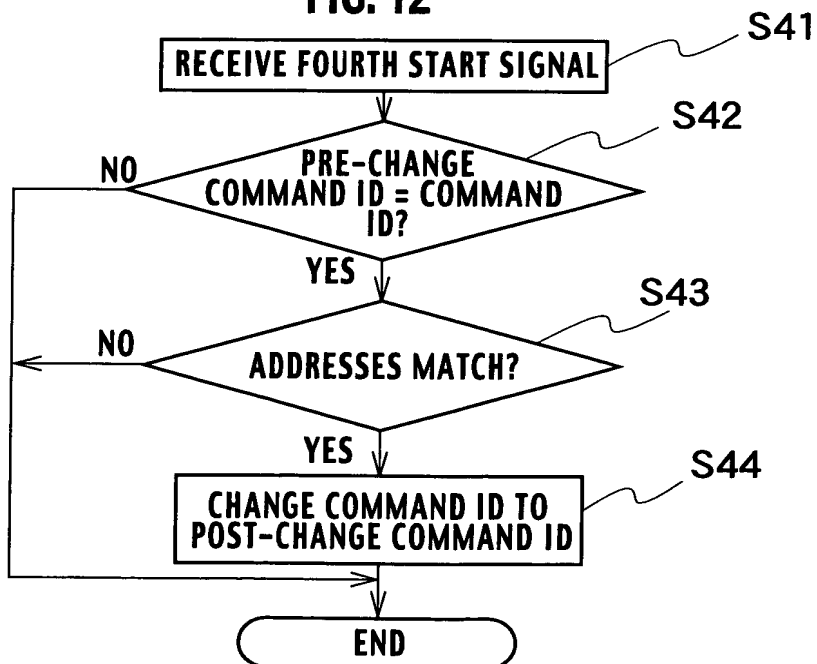 FIG. 12
RECEIVE FOURTH START SIGNAL
S41
S42
NO
PRE-CHANGE
COMMAND ID = COMMAND
ID?
YES
S43
NO
ADDRESSES MATCH?
YES
S44
CHANGE COMMAND ID TO
POST-CHANGE COMMAND ID
END